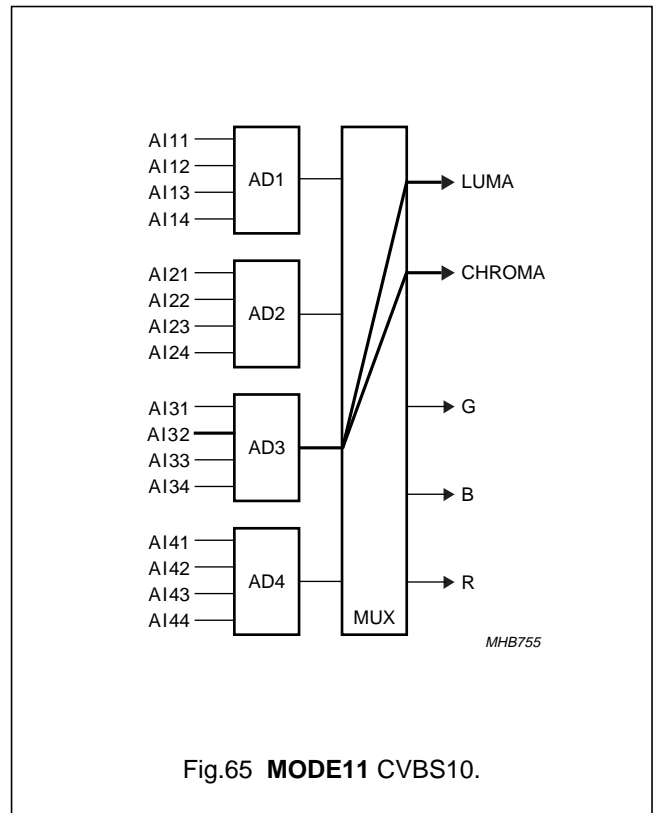 AI11
AI12
AI13
AI14
AD1
AI21
AI22
AI23
AI24
AD2
AI31
AI32
AI33
AI34
AD3
AI41
AI42
AI43
AI44
AD4
MUX
LUMA
CHROMA
G
B
R
MHB755
Fig.65 MODE11 CVBS10.